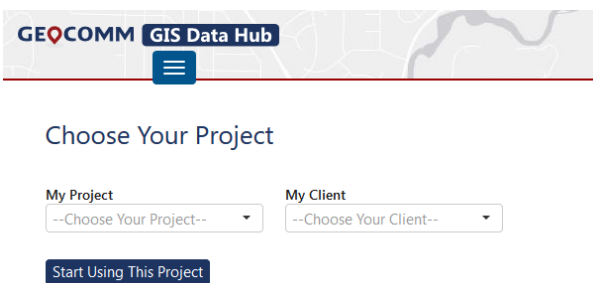 GEOCOMM GIS Data Hub
Choose Your Project
My Project My Client
--Choose Your Project-- --Choose Your Client--
Start Using This Project